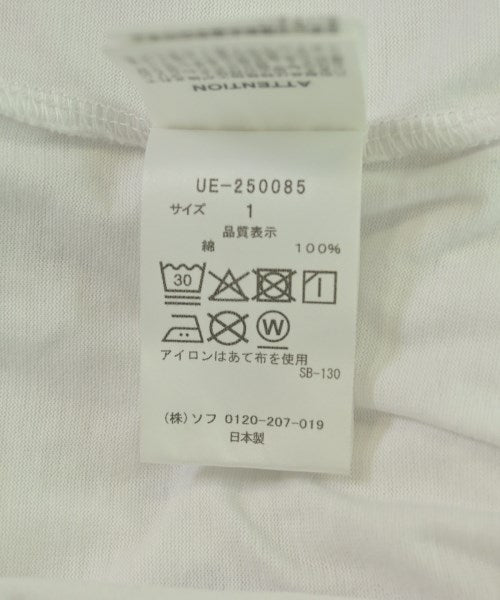 ATTENTION
UE-250085
サイズ 1
品質表示
綿 100%
30
W
アイロンはあて布を使用
SB-130
(株)ソフ 0120-207-019
日本製